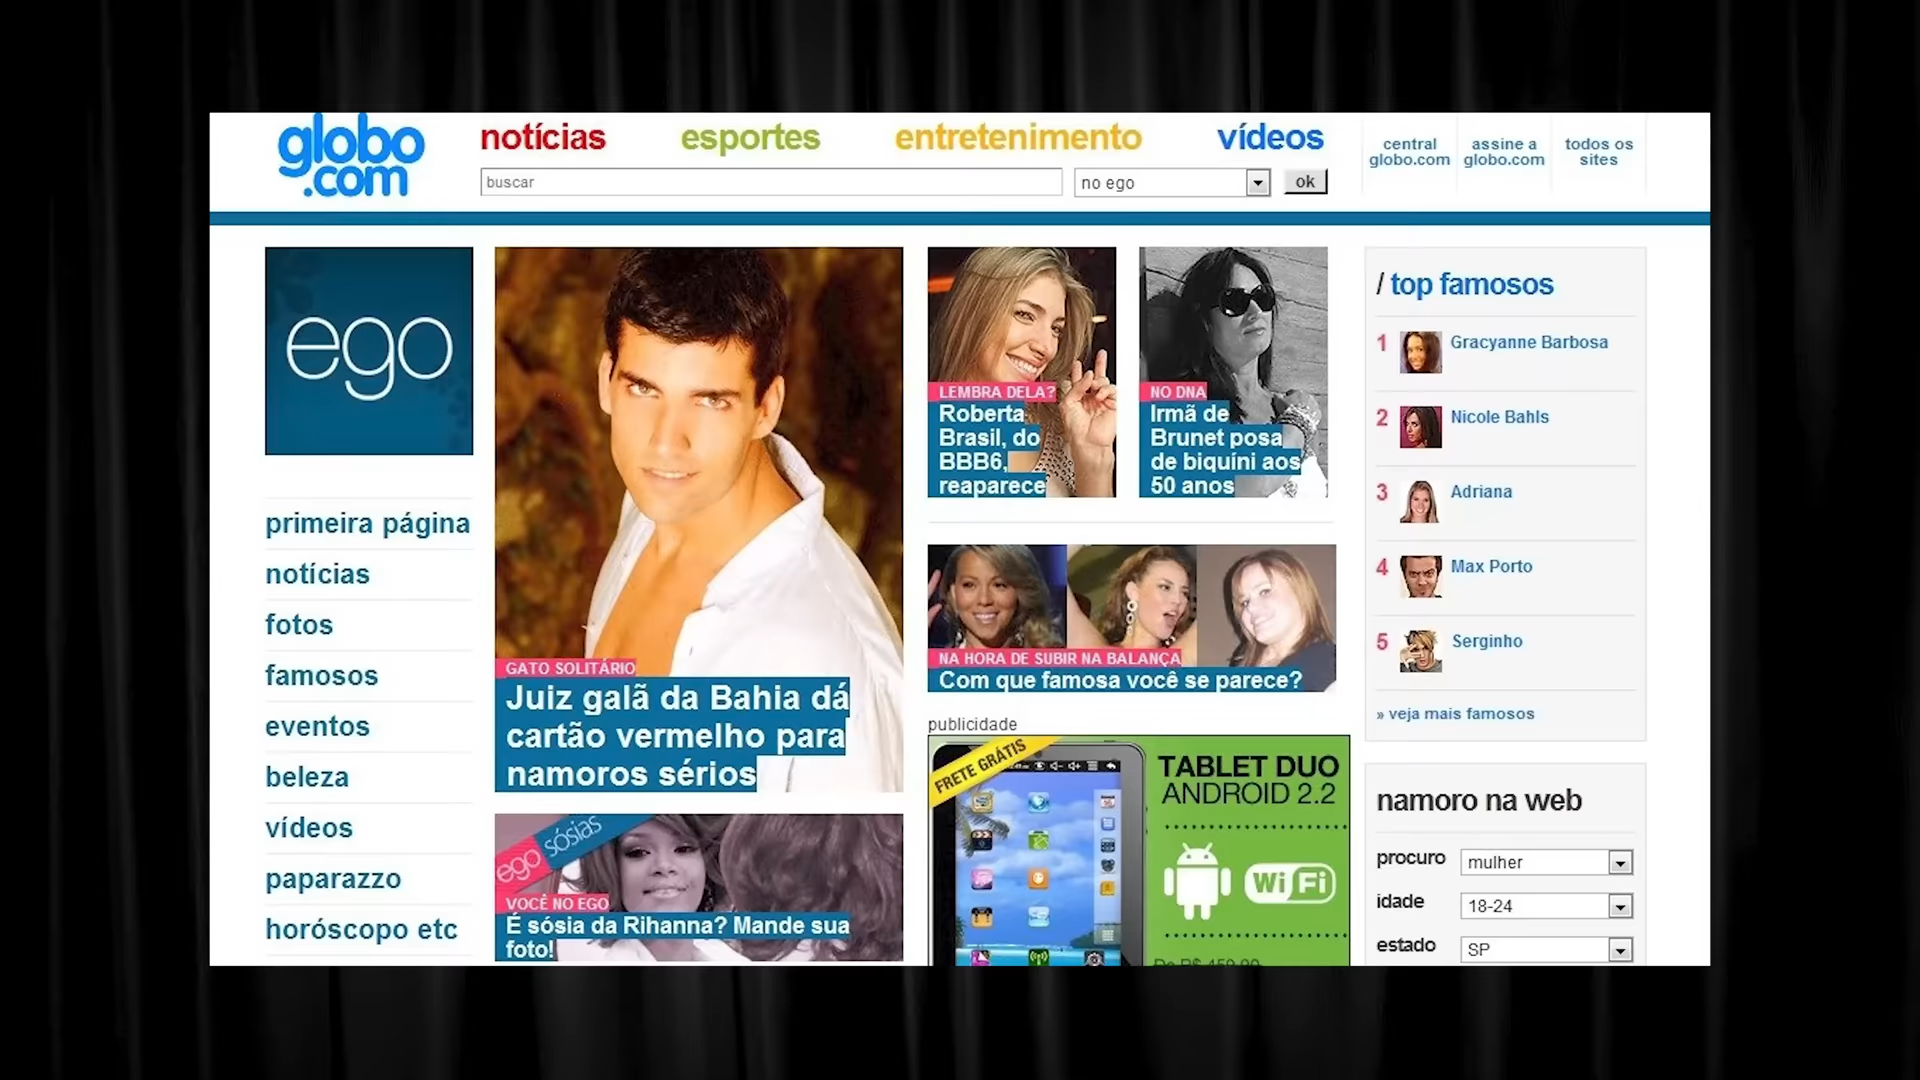 globo
.com
notícias
esportes
entretenimento
vídeos
central
globo.com
assine a
globo.com
todos os
sites
buscar
no ego
ok
ego
primeira página
notícias
fotos
famosos
eventos
beleza
vídeos
paparazzo
horóscopo etc
GATO SOLITÁRIO
Juiz galã da Bahia dá
cartão vermelho para
namoros sérios
ego sósias
VOCÊ NO EGO
É sósia da Rihanna? Mande sua
foto!
LEMBRA DELA?
Roberta
Brasil, do
BBB6,
reaparece
NO DNA
Irmã de
Brunet posa
de biquíni aos
50 anos
NA HORA DE SUBIR NA BALANÇA
Com que famosa você se parece?
publicidade
FRETE GRÁTIS
TABLET DUO
ANDROID 2.2
Wi Fi
/ top famosos
1 Gracyanne Barbosa
2 Nicole Bahls
3 Adriana
4 Max Porto
5 Serginho
» veja mais famosos
namoro na web
procuro mulher
idade 18-24
estado SP